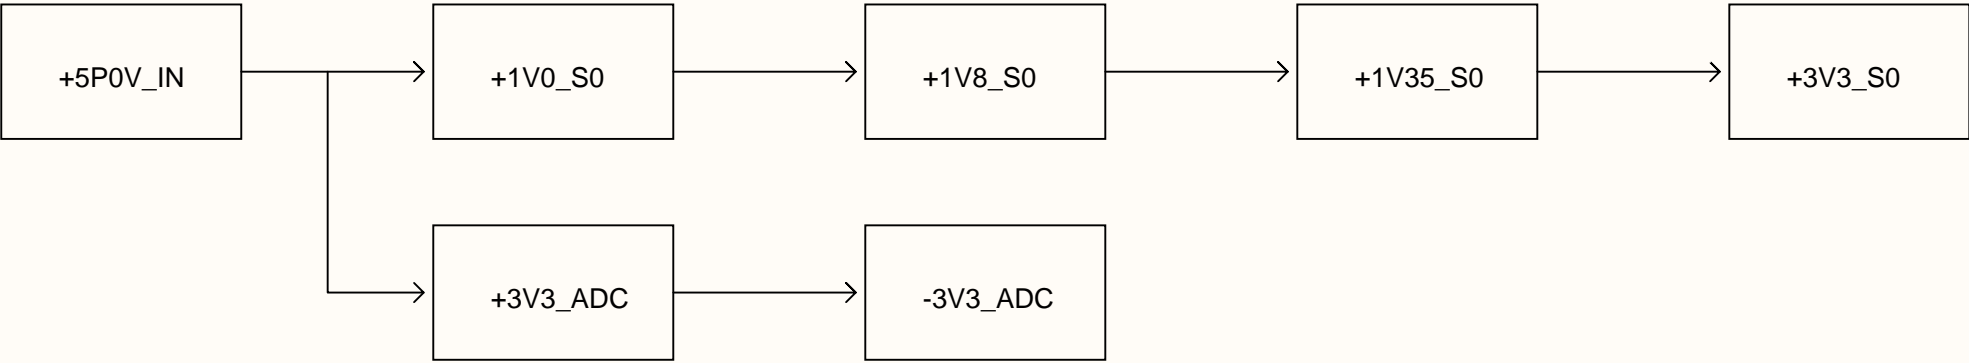 +5P0V_IN
+1V0_S0
+1V8_S0
+1V35_S0
+3V3_S0
+3V3_ADC
-3V3_ADC